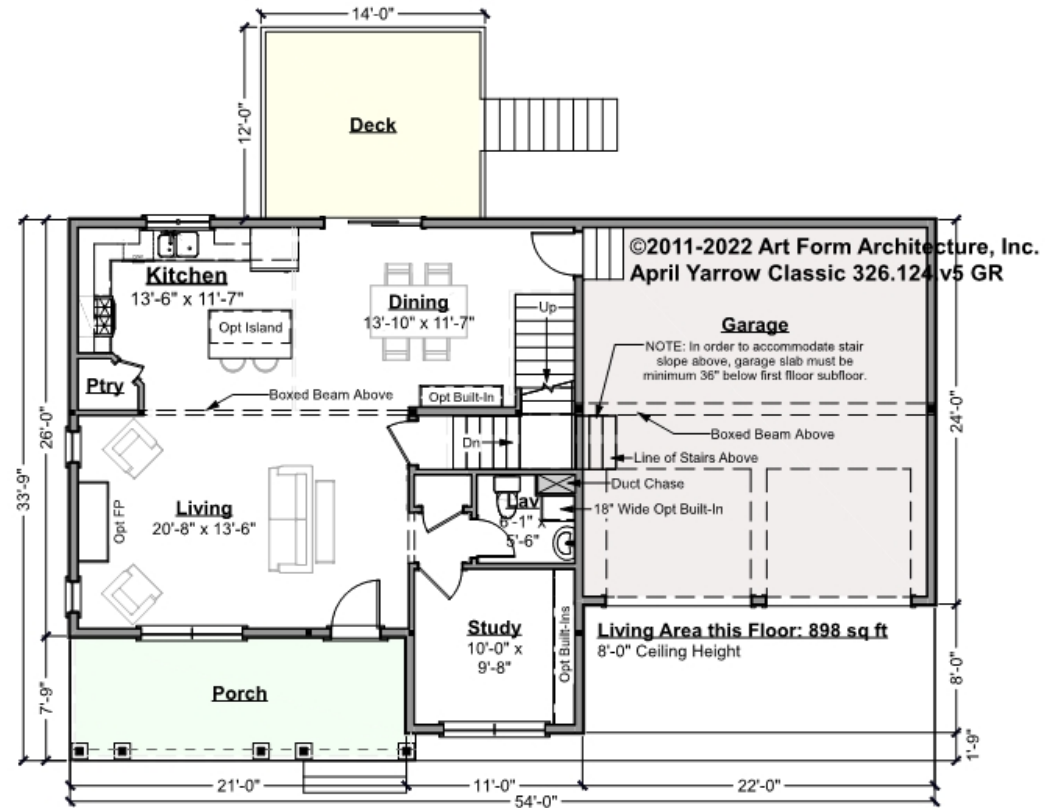 14'-0"
12'-0"
Deck
©2011-2022 Art Form Architecture, Inc.
April Yarrow Classic 326.124.v5 GR
Kitchen
13'-6" x 11'-7"
Opt Island
Dining
13'-10" x 11'-7"
Up
Garage
NOTE: In order to accommodate stair
slope above, garage slab must be
minimum 36" below first flloor subfloor.
Ptry
Boxed Beam Above
Opt Built-In
Boxed Beam Above
24'-0"
26'-0"
33'-9"
Dn
Line of Stairs Above
Duct Chase
18" Wide Opt Built-In
Living
20'-8" x 13'-6"
Opt FP
Lav
6'-1" x
5'-6"
Study
10'-0" x
9'-8"
Opt Built-Ins
Living Area this Floor: 898 sq ft
8'-0" Ceiling Height
Porch
7'-9"
8'-0"
1'-9"
21'-0"
11'-0"
22'-0"
54'-0"